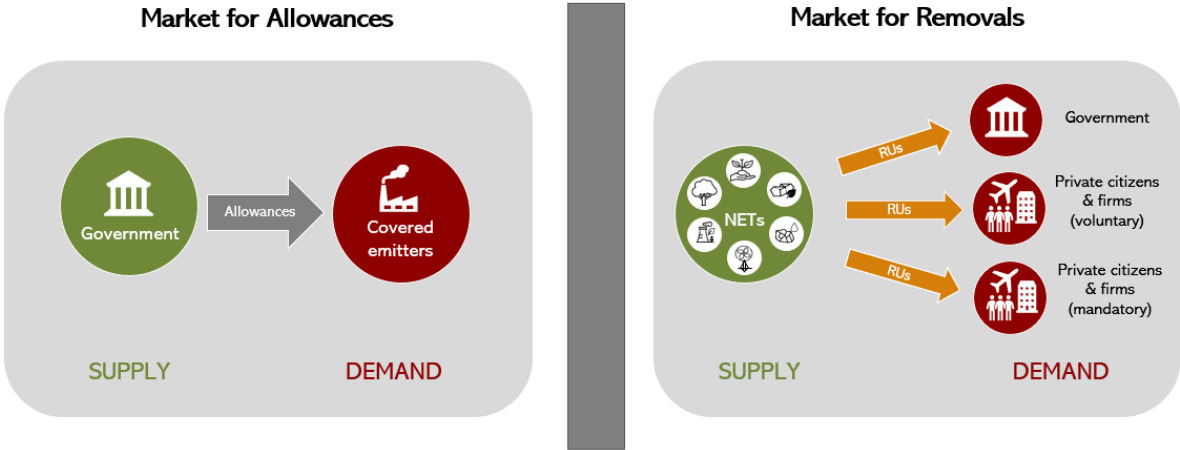 Market for Allowances
Government
Allowances
Covered
emitters
SUPPLY
DEMAND
Market for Removals
NETs
RUs
RUs
RUs
Government
Private citizens
& firms
(voluntary)
Private citizens
& firms
(mandatory)
SUPPLY
DEMAND